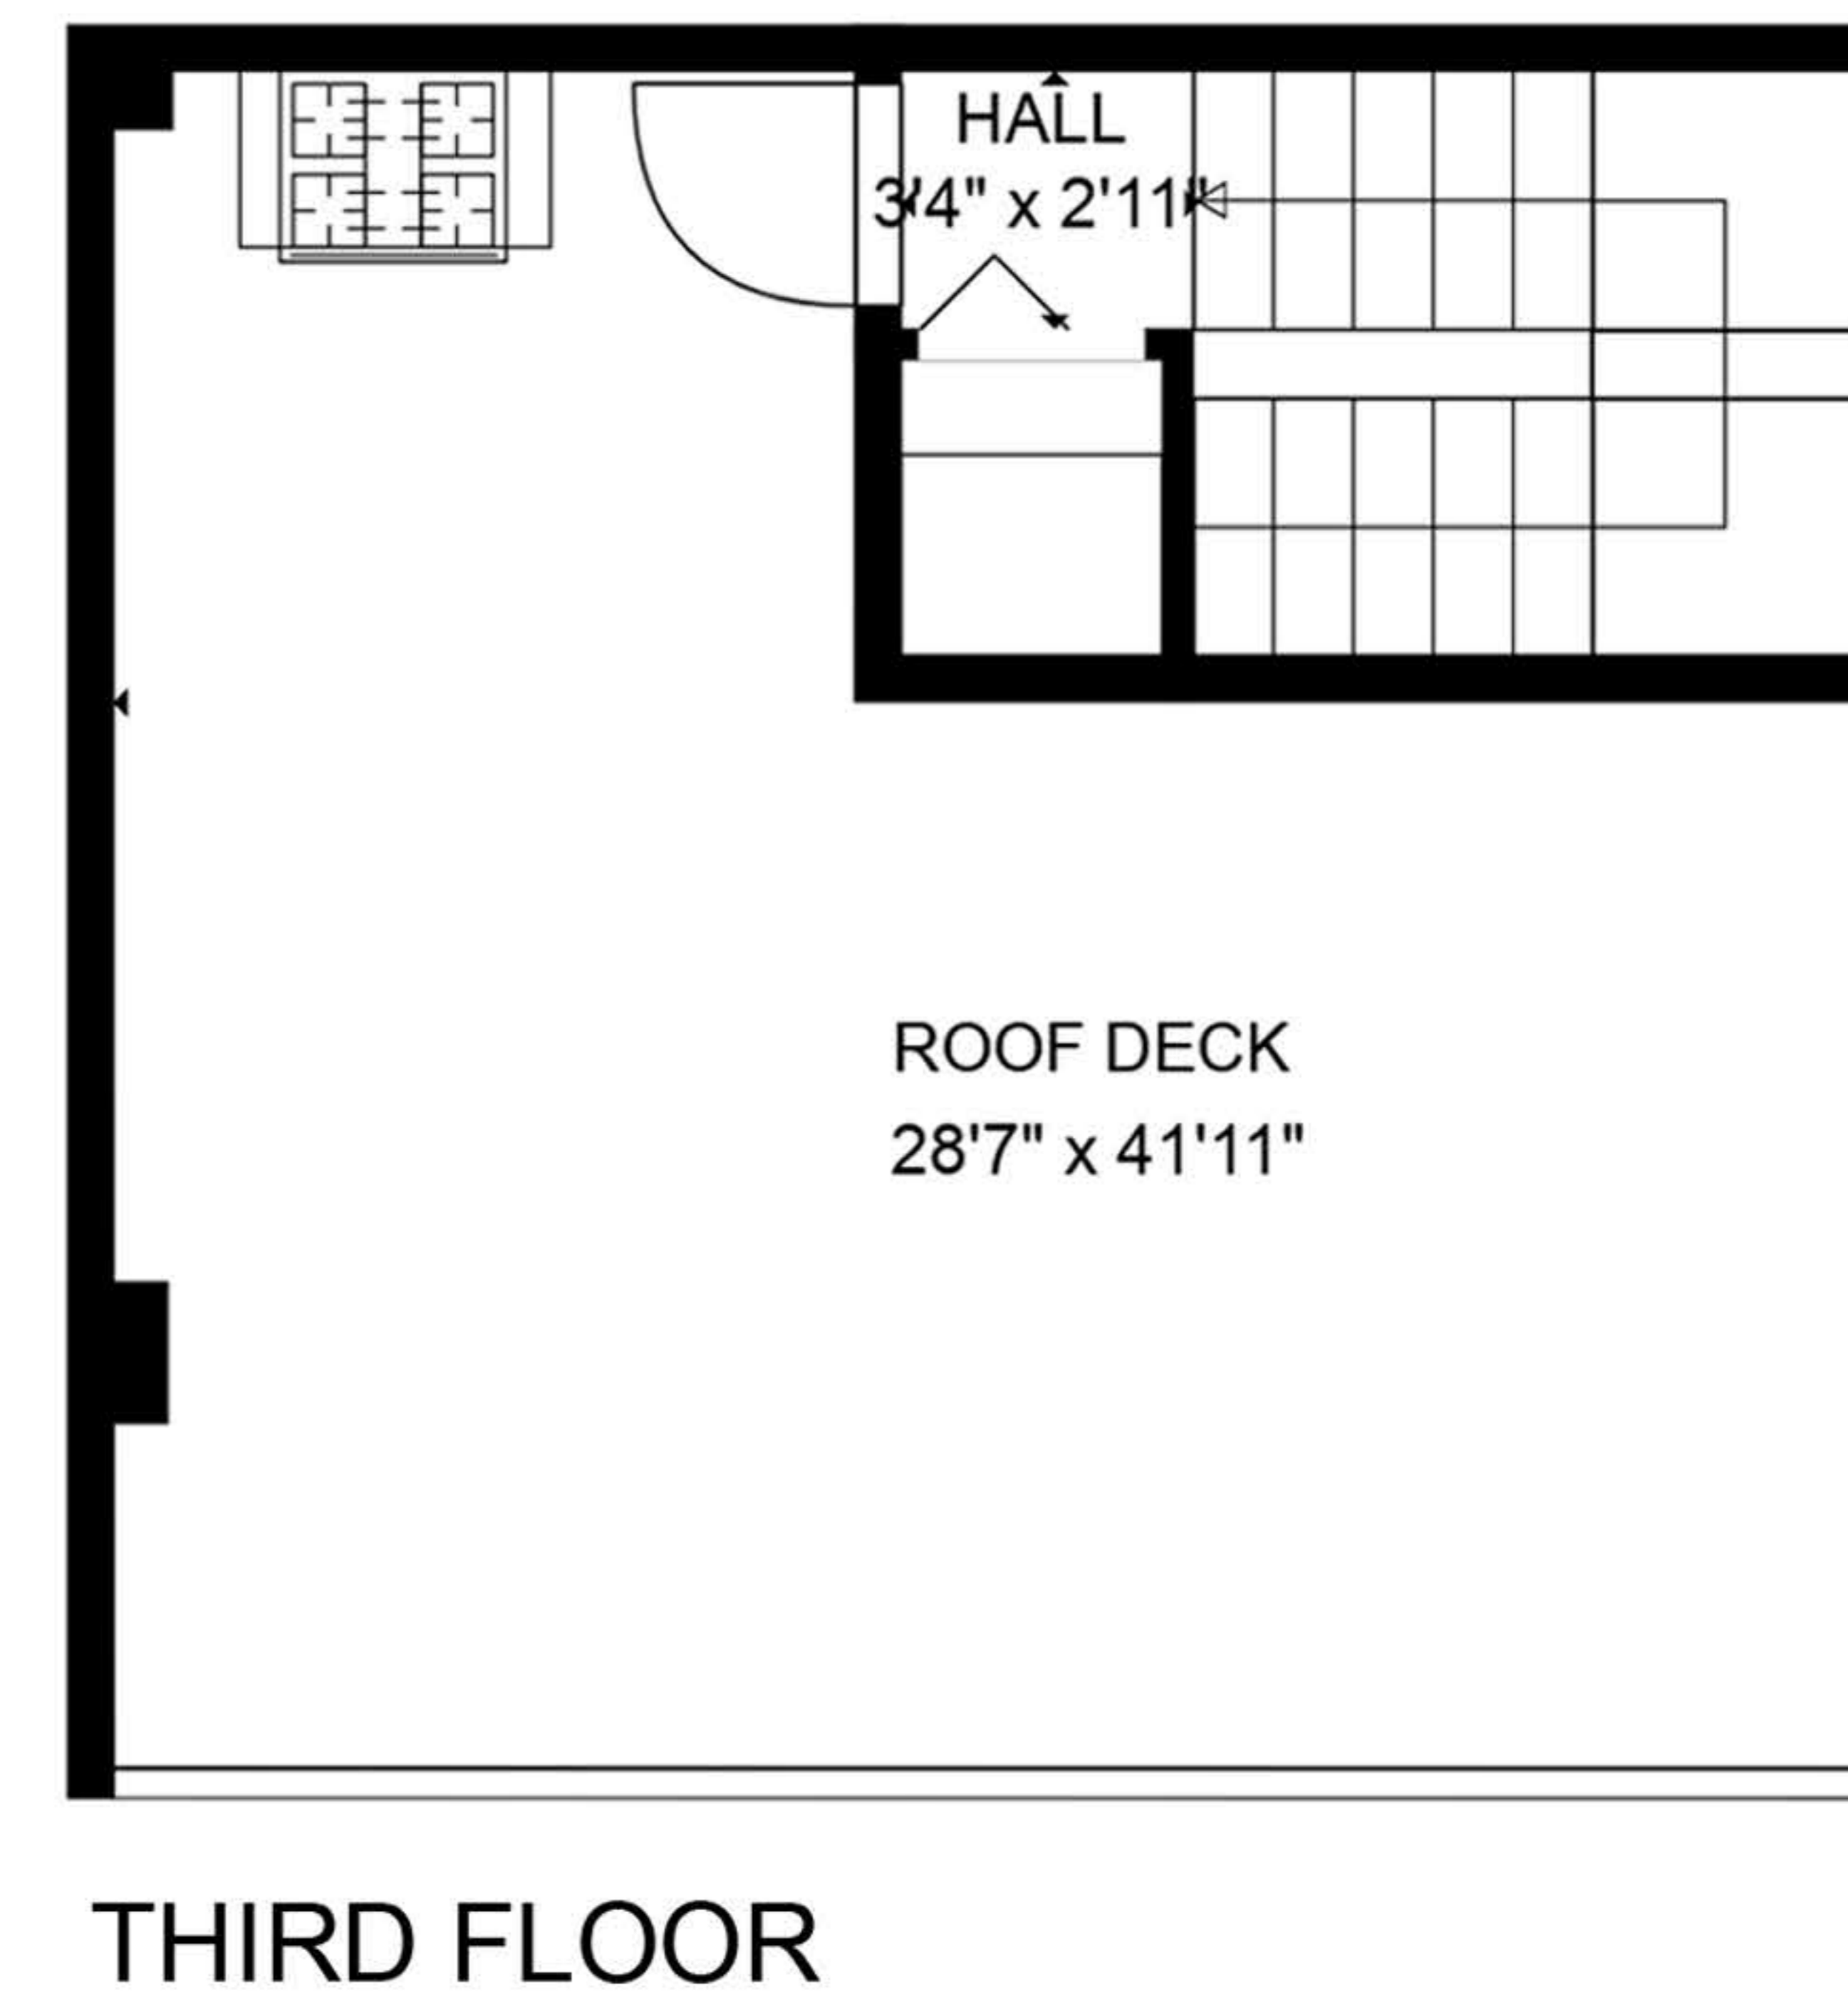 HALL
3'4" x 2'11"
ROOF DECK
28'7" x 41'11"
THIRD FLOOR